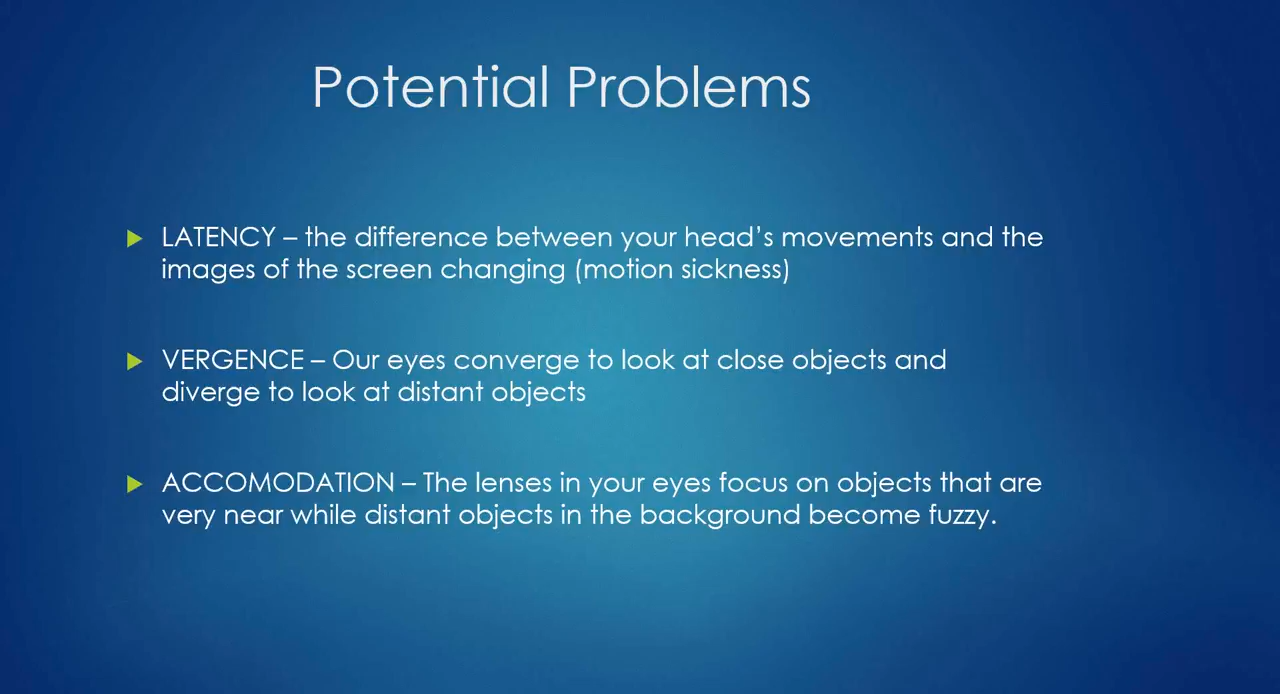 Potential Problems
LATENCY – the difference between your head’s movements and the
images of the screen changing (motion sickness)
VERGENCE – Our eyes converge to look at close objects and
diverge to look at distant objects
ACCOMODATION – The lenses in your eyes focus on objects that are
very near while distant objects in the background become fuzzy.